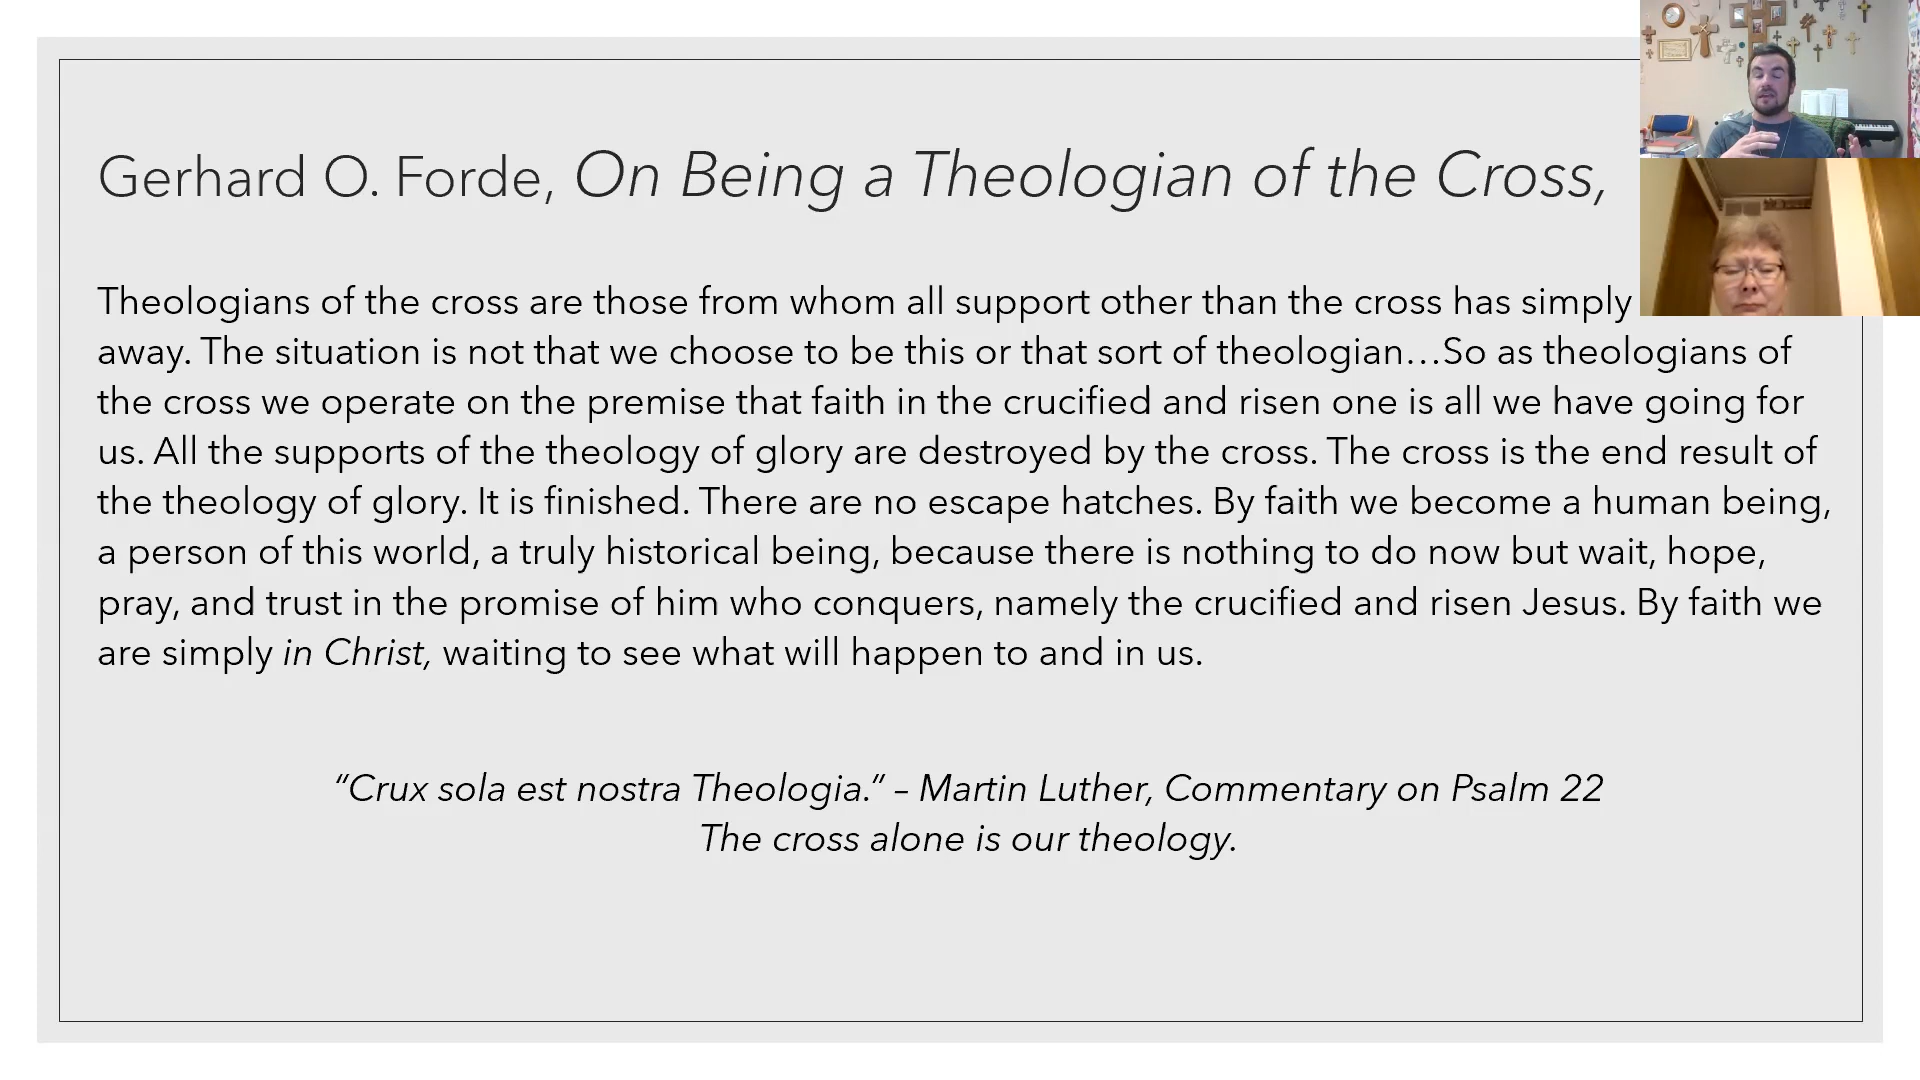 Gerhard O. Forde, On Being a Theologian of the Cross,
Theologians of the cross are those from whom all support other than the cross has simply
away. The situation is not that we choose to be this or that sort of theologian…So as theologians of
the cross we operate on the premise that faith in the crucified and risen one is all we have going for
us. All the supports of the theology of glory are destroyed by the cross. The cross is the end result of
the theology of glory. It is finished. There are no escape hatches. By faith we become a human being,
a person of this world, a truly historical being, because there is nothing to do now but wait, hope,
pray, and trust in the promise of him who conquers, namely the crucified and risen Jesus. By faith we
are simply in Christ, waiting to see what will happen to and in us.
“Crux sola est nostra Theologia.” – Martin Luther, Commentary on Psalm 22
The cross alone is our theology.